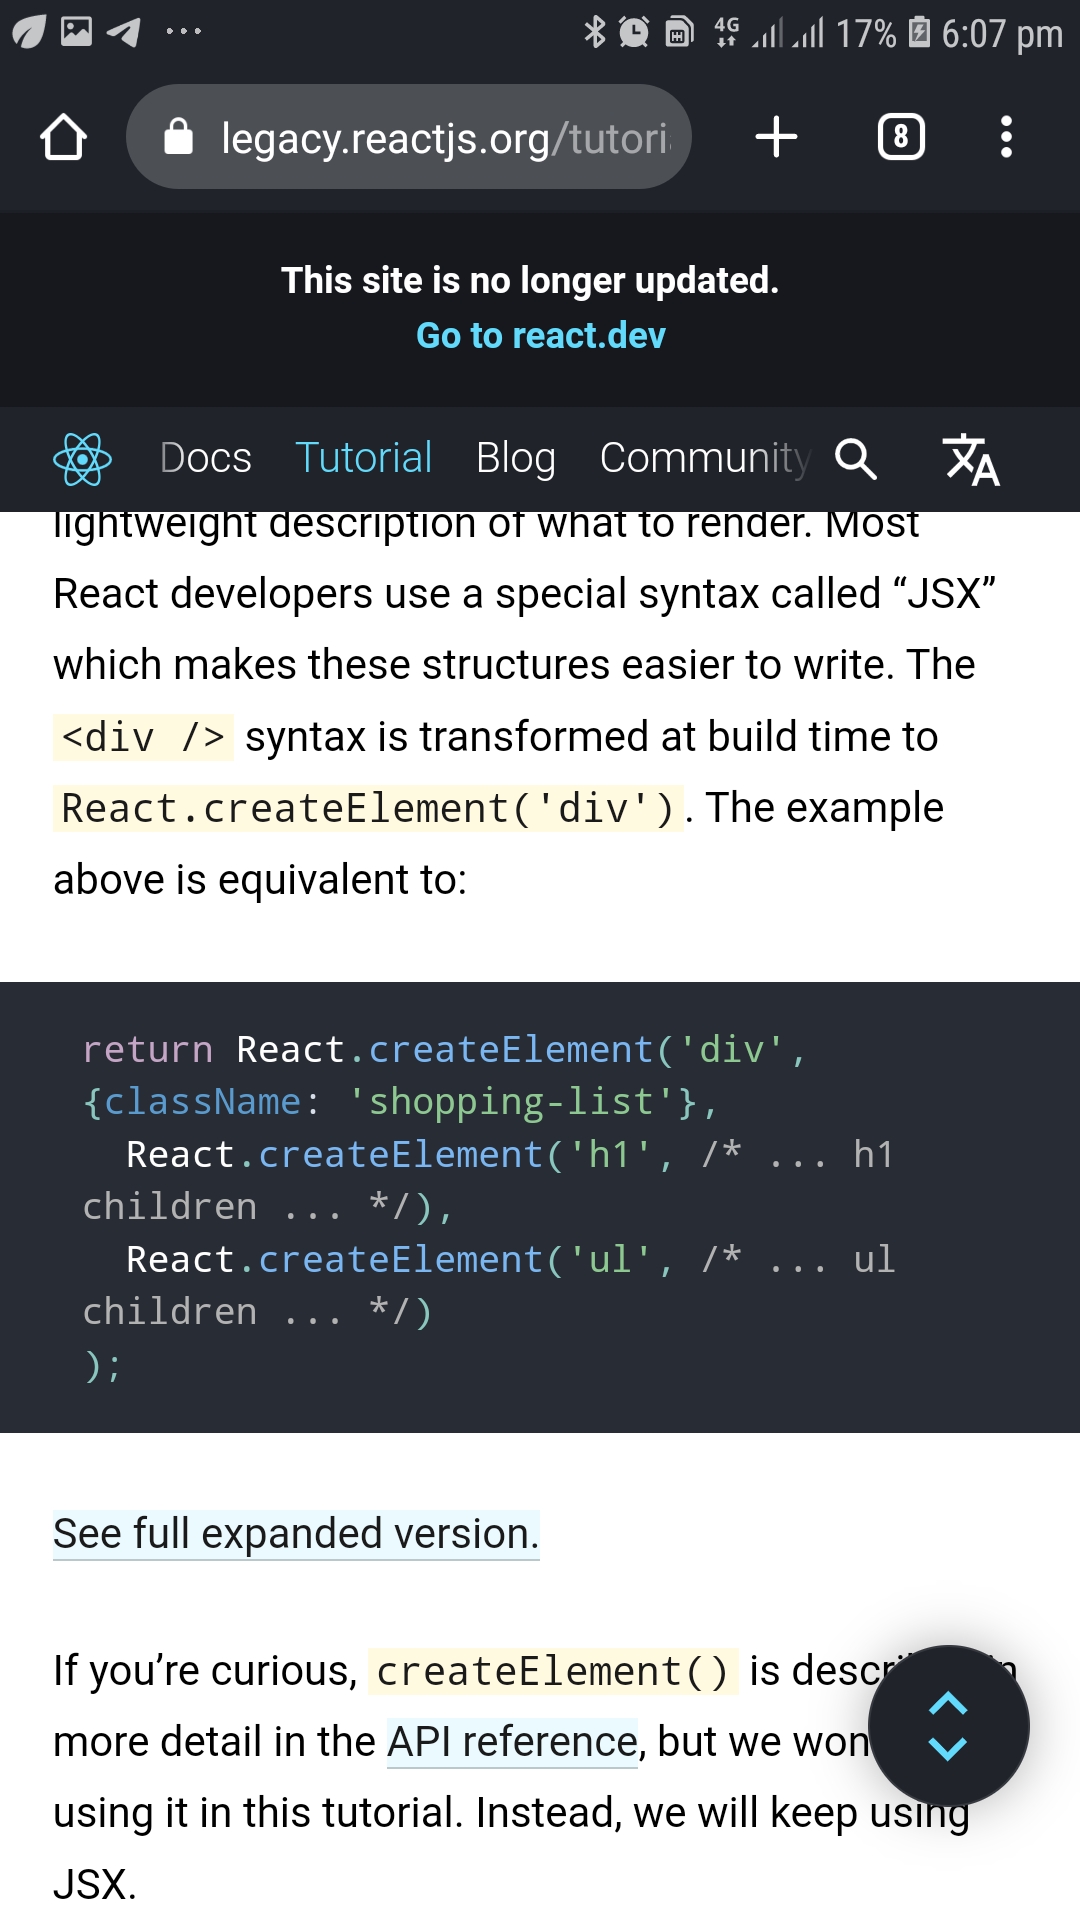 4G 17% 6:07 pm
legacy.reactjs.org/tutori
8
This site is no longer updated.
Go to react.dev
Docs Tutorial Blog Community
lightweight description of what to render. Most
React developers use a special syntax called “JSX”
which makes these structures easier to write. The
<div /> syntax is transformed at build time to
React.createElement('div'). The example
above is equivalent to:
return React.createElement('div',
{className: 'shopping-list'},
React.createElement('h1', /* ... h1
children ... */),
React.createElement('ul', /* ... ul
children ... */)
);
See full expanded version.
If you’re curious, createElement() is
more detail in the API reference, but we
using it in this tutorial. Instead, we will keep using
JSX.